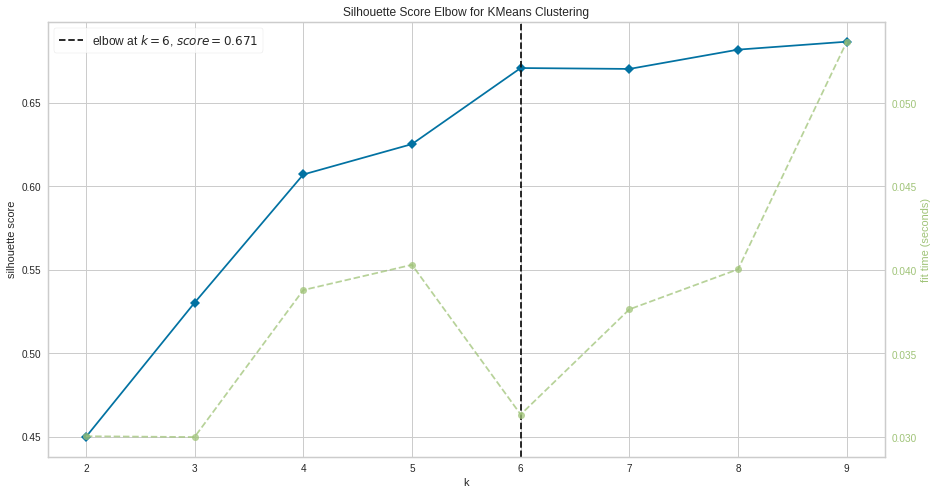 Silhouette Score Elbow for KMeans Clustering
elbow at k = 6, score = 0.671
silhouette score
0.65
0.60
0.55
0.50
0.45
0.050
0.045
0.040
0.035
0.030
fit time (seconds)
2 3 4 5 6 7 8 9
k